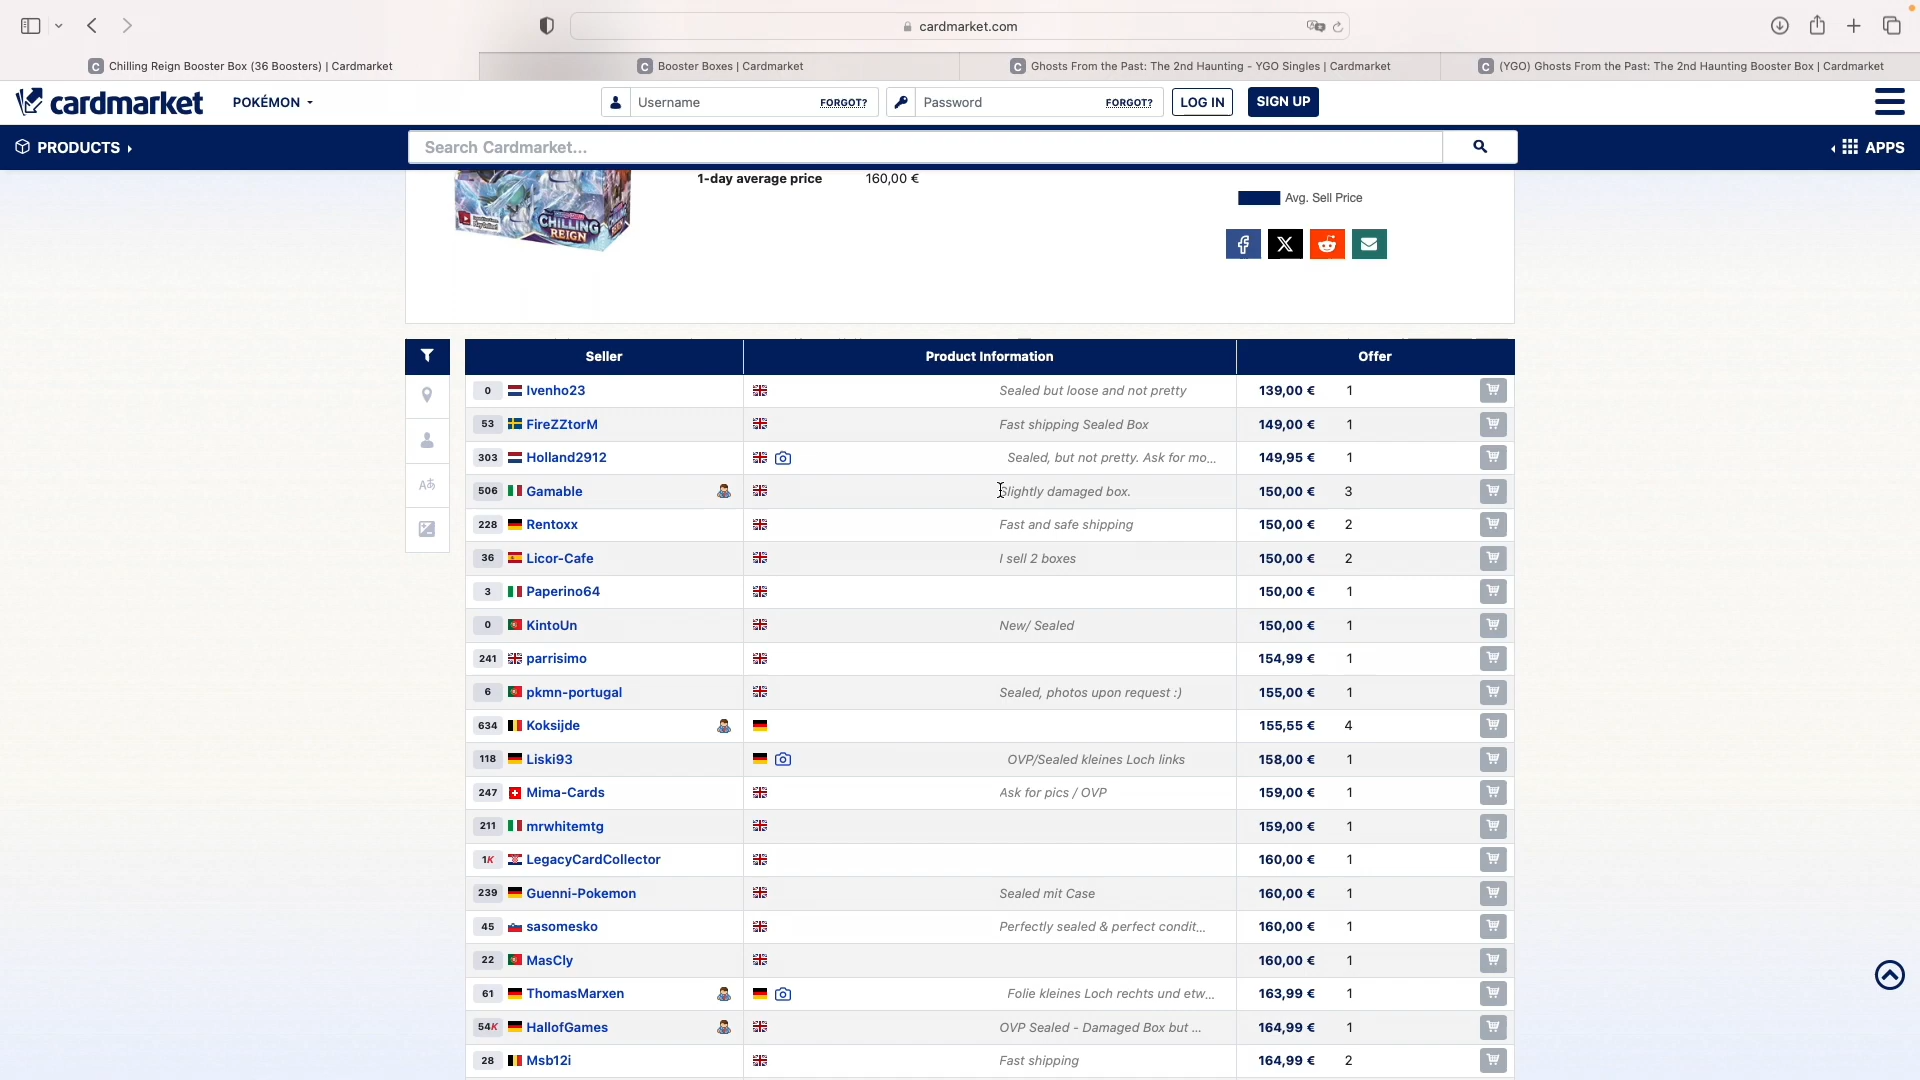 cardmarket.com
Chilling Reign Booster Box (36 Boosters) | Cardmarket
Booster Boxes | Cardmarket
Ghosts From the Past: The 2nd Haunting - YGO Singles | Cardmarket
(YGO) Ghosts From the Past: The 2nd Haunting Booster Box | Cardmarket
cardmarket
POKÉMON
Username
FORGOT?
Password
FORGOT?
LOG IN
SIGN UP
PRODUCTS
Search Cardmarket...
APPS
1-day average price 160,00 €
CHILLING REIGN
Avg. Sell Price
Seller Product Information Offer
0 Ivenho23 Sealed but loose and not pretty 139,00 € 1
53 FireZZtorM Fast shipping Sealed Box 149,00 € 1
303 Holland2912 Sealed, but not pretty. Ask for mo... 149,95 € 1
506 Gamable Slightly damaged box. 150,00 € 3
228 Rentoxx Fast and safe shipping 150,00 € 2
36 Licor-Cafe I sell 2 boxes 150,00 € 2
3 Paperino64 150,00 € 1
0 KintoUn New/ Sealed 150,00 € 1
241 parrisimo 154,99 € 1
6 pkmn-portugal Sealed, photos upon request :) 155,00 € 1
634 Koksijde 155,55 € 4
118 Liski93 OVP/Sealed kleines Loch links 158,00 € 1
247 Mima-Cards Ask for pics / OVP 159,00 € 1
211 mrwhitemtg 159,00 € 1
1K LegacyCardCollector 160,00 € 1
239 Guenni-Pokemon Sealed mit Case 160,00 € 1
45 sasomesko Perfectly sealed & perfect condit... 160,00 € 1
22 MasCly 160,00 € 1
61 ThomasMarxen Folie kleines Loch rechts und etw... 163,99 € 1
54K HallofGames OVP Sealed - Damaged Box but ... 164,99 € 1
28 Msb12i Fast shipping 164,99 € 2